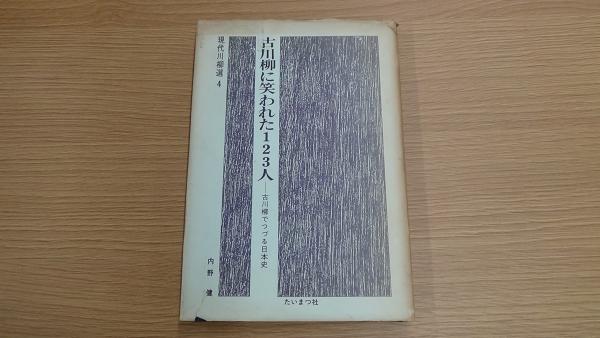 現代川柳選 4
古川柳に笑われた123人
――古川柳でつづる日本史
内野 健
たいまつ社